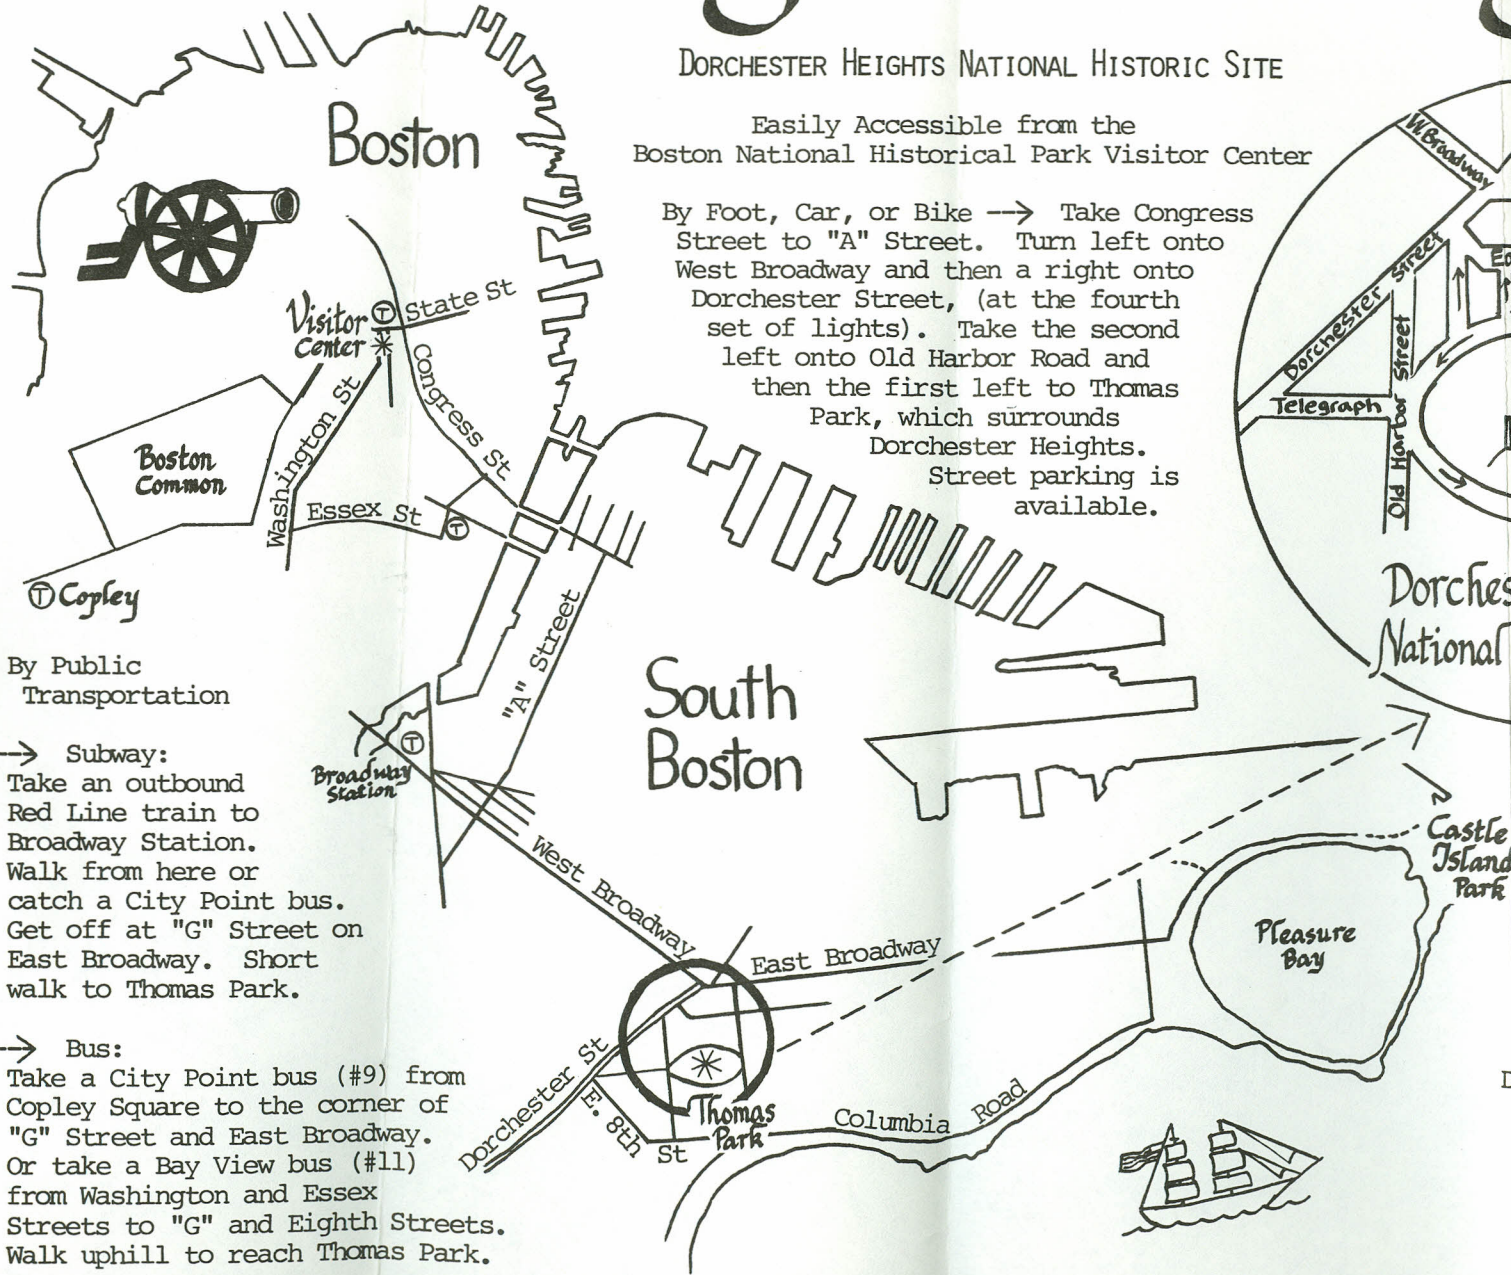 DORCHESTER HEIGHTS NATIONAL HISTORIC SITE
Easily Accessible from the
Boston National Historical Park Visitor Center
By Foot, Car, or Bike --> Take Congress
Street to "A" Street. Turn left onto
West Broadway and then a right onto
Dorchester Street, (at the fourth
set of lights). Take the second
left onto Old Harbor Road and
then the first left to Thomas
Park, which surrounds
Dorchester Heights.
Street parking is
available.
Boston
Visitor
Center
T
State St
Congress St
Washington St
Boston
Common
Essex St
T
T Copley
"A" Street
T
Broadway
Station
South
Boston
West Broadway
East Broadway
Dorchester St
E. 8th
St
Thomas
Park
Columbia Road
Pleasure
Bay
Castle
Island
Park
W. Broadway
Dorchester Street
Telegraph
Old Harbor Street
Dorches
National
By Public
Transportation
--> Subway:
Take an outbound
Red Line train to
Broadway Station.
Walk from here or
catch a City Point bus.
Get off at "G" Street on
East Broadway. Short
walk to Thomas Park.
--> Bus:
Take a City Point bus (#9) from
Copley Square to the corner of
"G" Street and East Broadway.
Or take a Bay View bus (#11)
from Washington and Essex
Streets to "G" and Eighth Streets.
Walk uphill to reach Thomas Park.